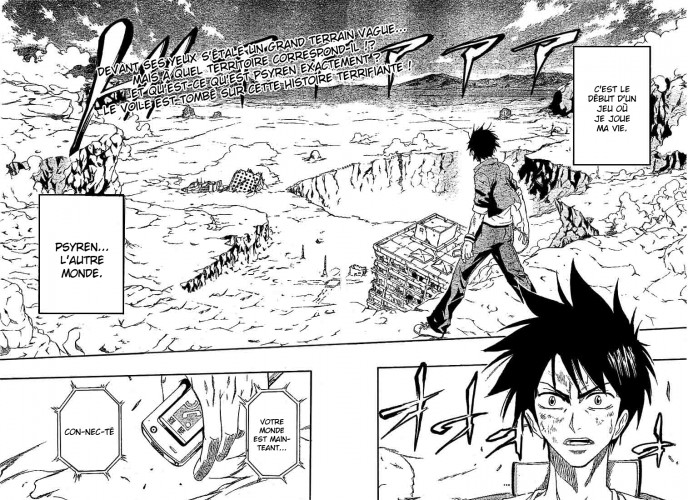 DEVANT SES YEUX S'ÉTALE UN GRAND TERRAIN VAGUE...
MAIS À QUEL TERRITOIRE CORRESPOND-IL !?
ET QU'EST-CE QU'EST PSYREN EXACTEMENT ?
LE VOILE EST TOMBÉ SUR CETTE HISTOIRE TERRIFIANTE !
C'EST LE
DÉBUT D'UN
JEU OÙ
JE JOUE
MA VIE.
PSYREN...
L'AUTRE
MONDE.
CON-NEC-TÉ
VOTRE
MONDE
EST MAIN-
TEANT...